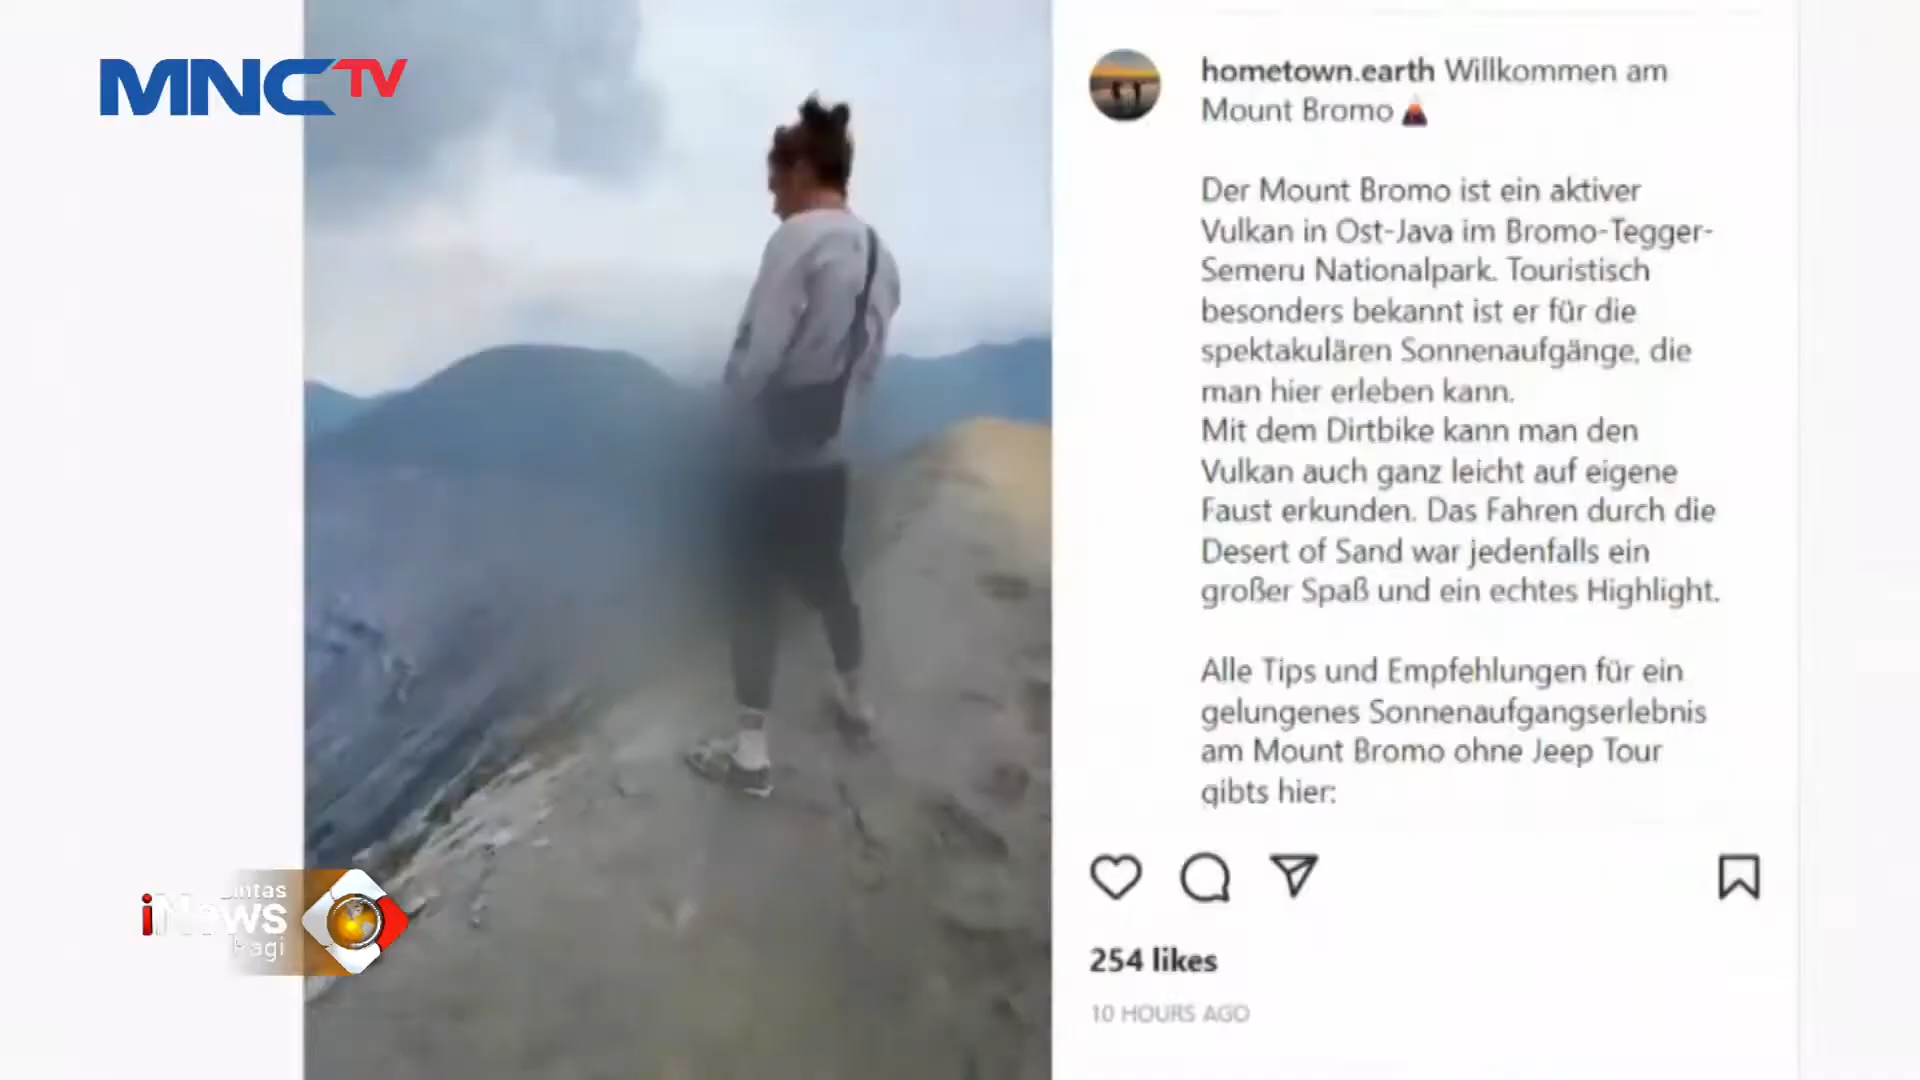 MNCTV
hometown.earth Willkommen am
Mount Bromo
Der Mount Bromo ist ein aktiver
Vulkan in Ost-Java im Bromo-Tegger-
Semeru Nationalpark. Touristisch
besonders bekannt ist er für die
spektakulären Sonnenaufgänge, die
man hier erleben kann.
Mit dem Dirtbike kann man den
Vulkan auch ganz leicht auf eigene
Faust erkunden. Das Fahren durch die
Desert of Sand war jedenfalls ein
großer Spaß und ein echtes Highlight.
Alle Tips und Empfehlungen für ein
gelungenes Sonnenaufgangserlebnis
am Mount Bromo ohne Jeep Tour
gibts hier:
Lintas
iNews
Pagi
254 likes
10 HOURS AGO